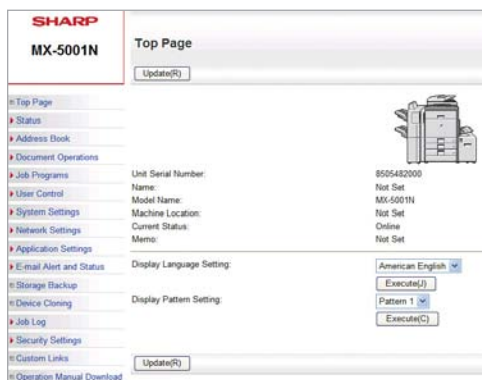 SHARP
MX-5001N
Top Page
Update(R)
Top Page
Status
Address Book
Document Operations
Job Programs
User Control
System Settings
Network Settings
Application Settings
E-mail Alert and Status
Storage Backup
Device Cloning
Job Log
Security Settings
Custom Links
Operation Manual Download
Unit Serial Number: 8505482000
Name: Not Set
Model Name: MX-5001N
Machine Location: Not Set
Current Status: Online
Memo: Not Set
Display Language Setting: American English
Execute(J)
Display Pattern Setting: Pattern 1
Execute(C)
Update(R)